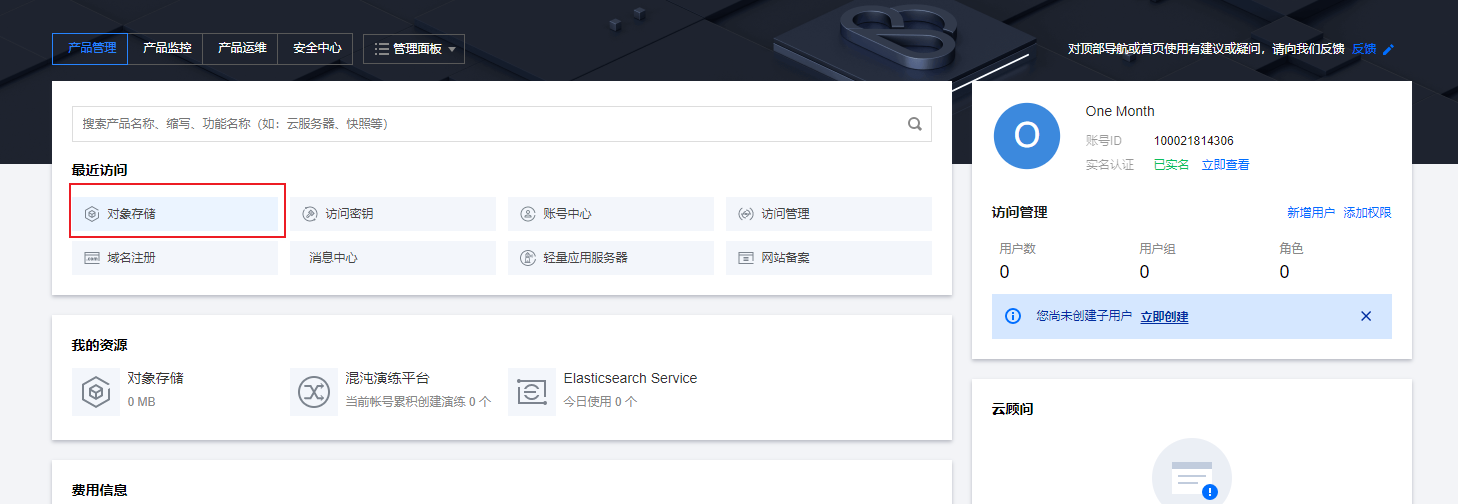 产品管理 产品监控 产品运维 安全中心 管理面板
对顶部导航或首页使用有建议或疑问，请向我们反馈 反馈
搜索产品名称、缩写、功能名称（如：云服务器、快照等）
最近访问
对象存储 访问密钥 账号中心 访问管理
域名注册 消息中心 轻量应用服务器 网站备案
我的资源
对象存储 混沌演练平台 Elasticsearch Service
0 MB 当前帐号累积创建演练 0 个 今日使用 0 个
费用信息
O
One Month
账号ID 100021814306
实名认证 已实名 立即查看
访问管理 新增用户 添加权限
用户数 用户组 角色
0 0 0
您尚未创建子用户 立即创建
云顾问